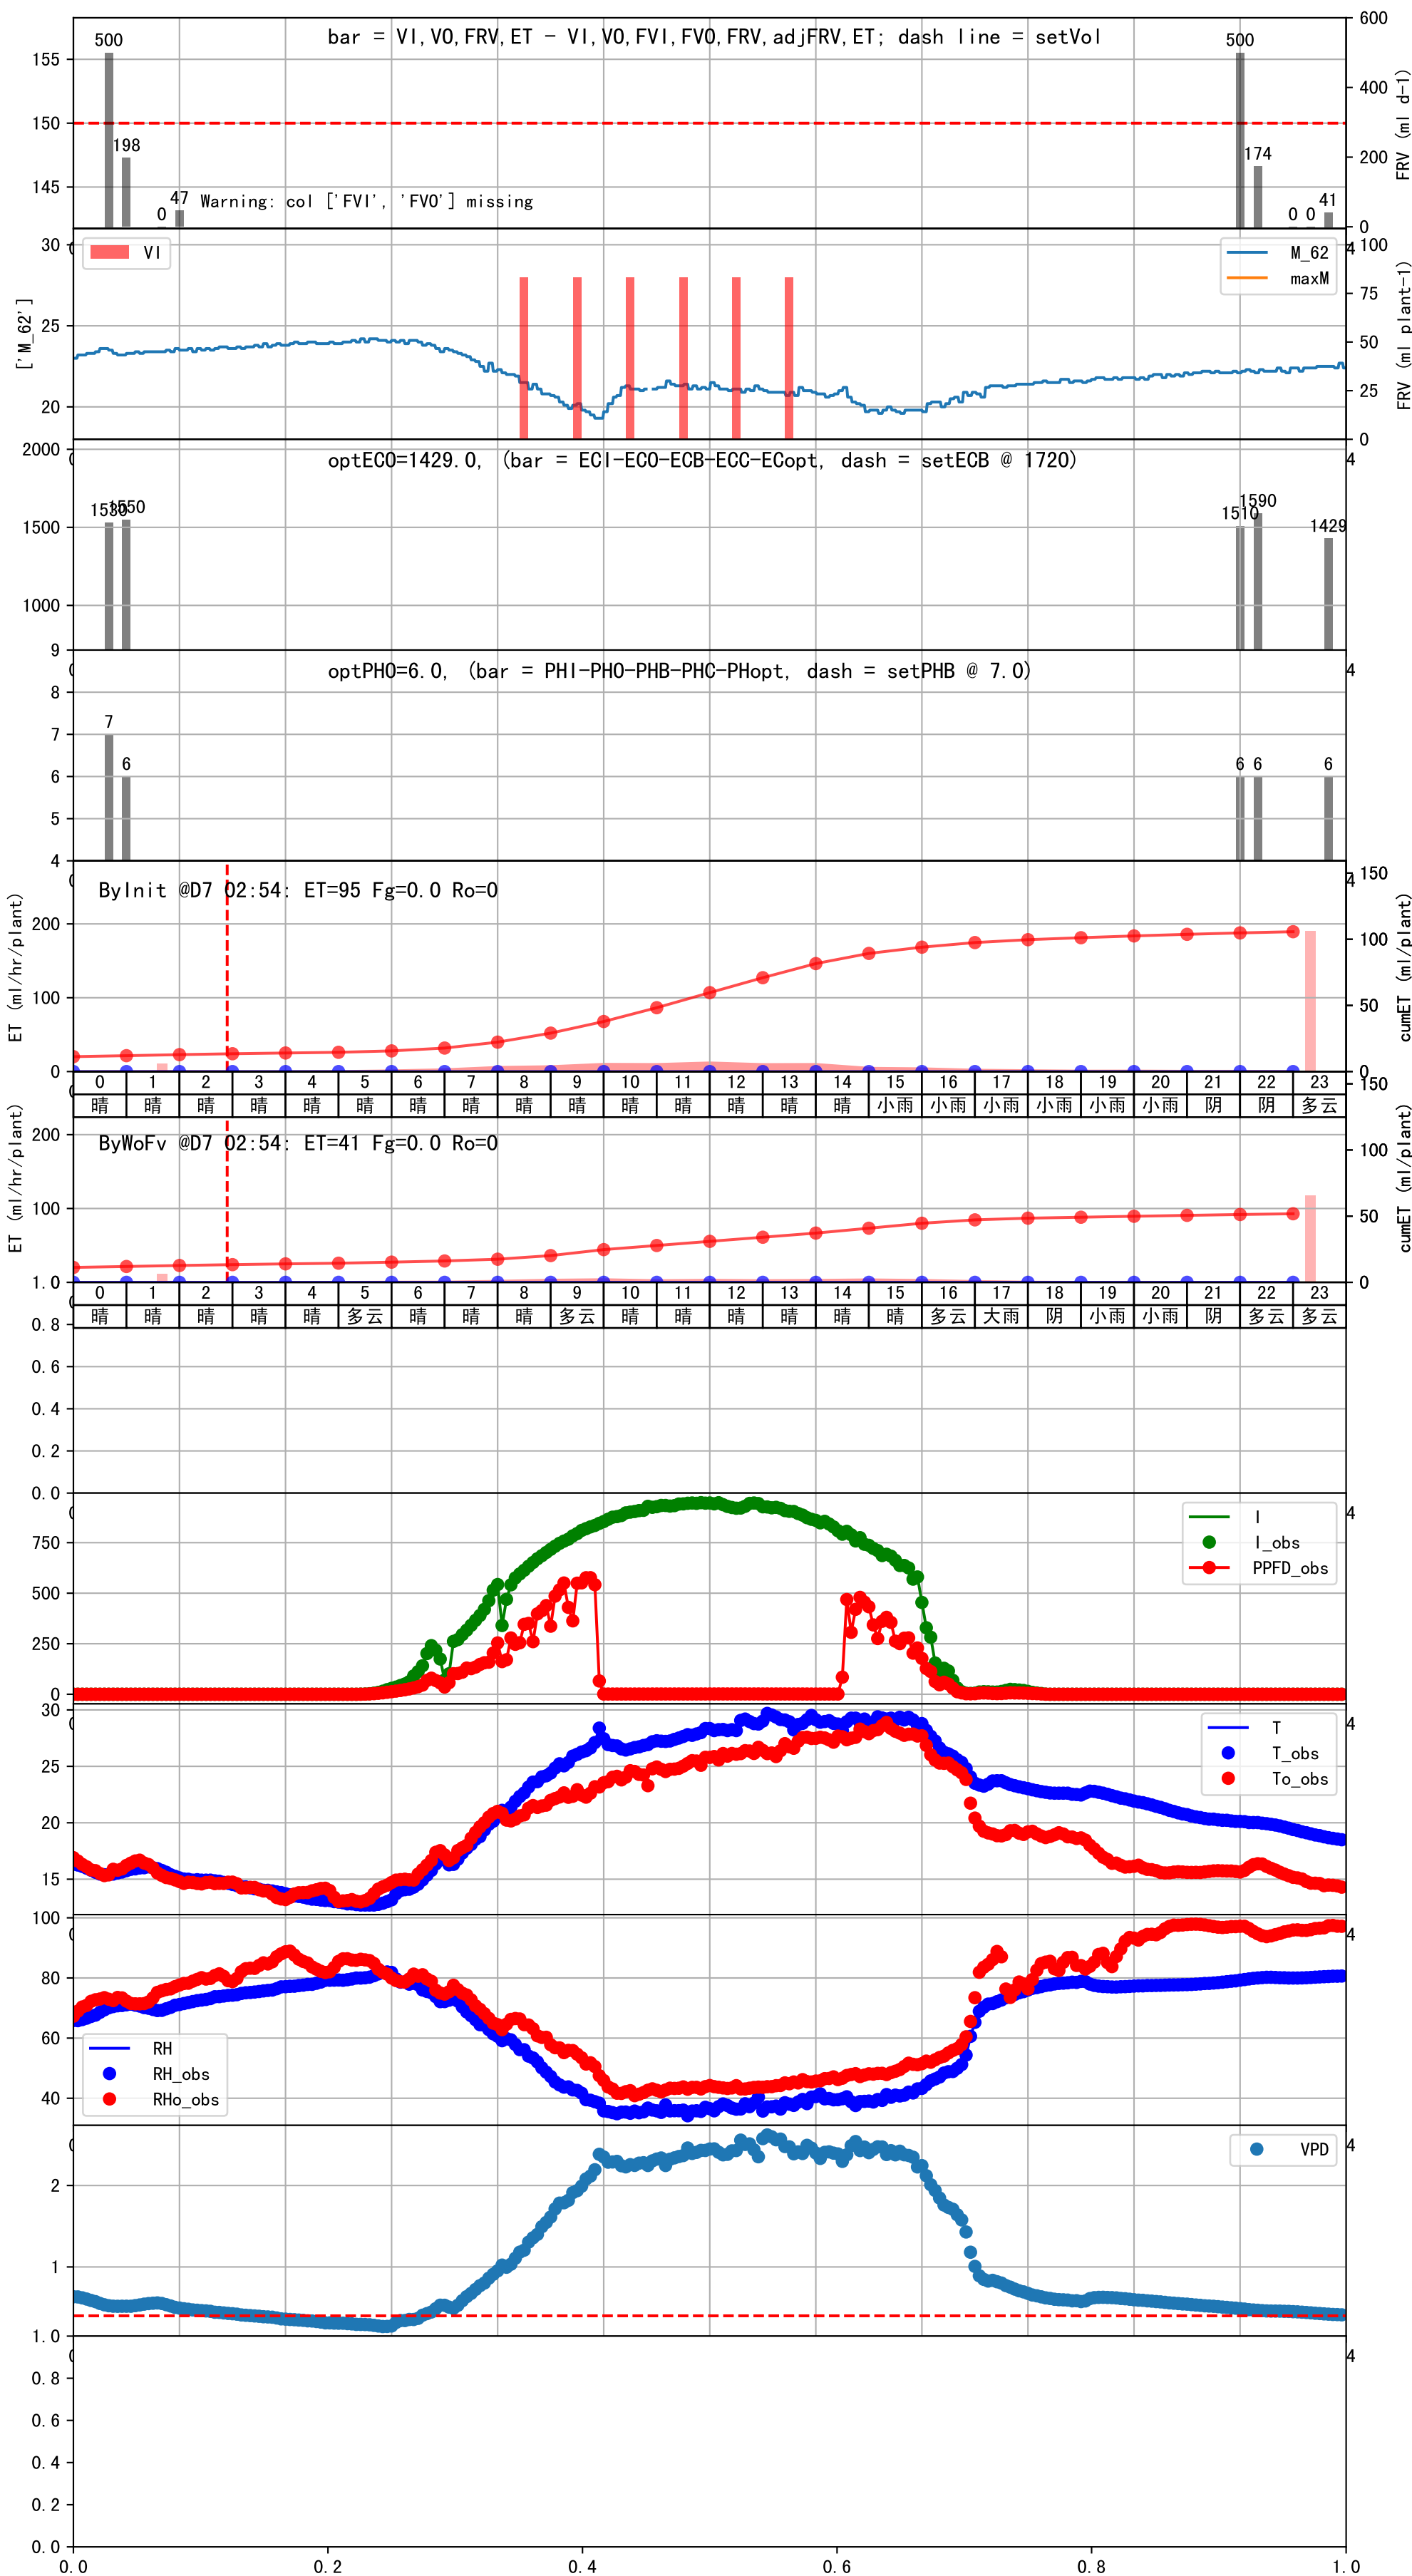 bar = VI,VO,FRV,ET - VI,VO,FVI,FVO,FRV,adjFRV,ET; dash line = setVol
500 198 0 47 500 174 0 0 41
Warning: col ['FVI', 'FVO'] missing
155 150 145
600 400 200 0
FRV (ml d-1)
VI
M_62
maxM
['M_62']
30 25 20
100 75 50 25 0
FRV (ml plant-1)
optECO=1429.0, (bar = ECI-ECO-ECB-ECC-ECopt, dash = setECB @ 1720)
2000 1500 1000
1530 1550 1510 1590 1429
optPHO=6.0, (bar = PHI-PHO-PHB-PHC-PHopt, dash = setPHB @ 7.0)
9 8 7 6 5 4
7 6 6 6 6
ByInit @D7 02:54: ET=95 Fg=0.0 Ro=0
ET (ml/hr/plant)
200 100 0
150 100 50 0
cumET (ml/plant)
0 1 2 3 4 5 6 7 8 9 10 11 12 13 14 15 16 17 18 19 20 21 22 23
晴 晴 晴 晴 晴 晴 晴 晴 晴 晴 晴 晴 晴 晴 晴 小雨 小雨 小雨 小雨 小雨 小雨 阴 阴 多云
ByWoFv @D7 02:54: ET=41 Fg=0.0 Ro=0
ET (ml/hr/plant)
200 100
150 100 50 0
cumET (ml/plant)
0 1 2 3 4 5 6 7 8 9 10 11 12 13 14 15 16 17 18 19 20 21 22 23
晴 晴 晴 晴 晴 多云 晴 晴 晴 多云 晴 晴 晴 晴 晴 晴 多云 大雨 阴 小雨 小雨 阴 多云 多云
1.0 0.8 0.6 0.4 0.2 0.0
I
I_obs
PPFD_obs
750 500 250 0
T
T_obs
To_obs
30 25 20 15
RH
RH_obs
RHo_obs
100 80 60 40
VPD
2 1
1.0 0.8 0.6 0.4 0.2 0.0
0.0 0.2 0.4 0.6 0.8 1.0